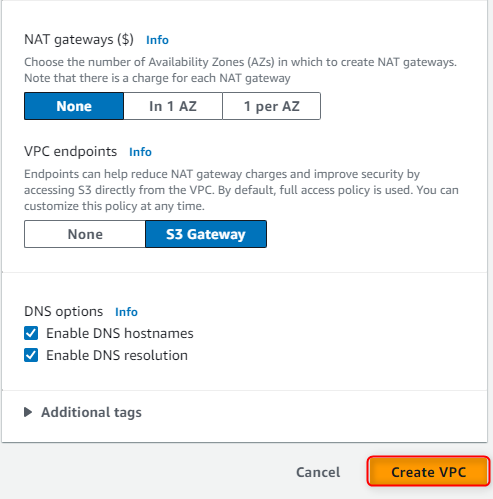 NAT gateways ($) Info
Choose the number of Availability Zones (AZs) in which to create NAT gateways.
Note that there is a charge for each NAT gateway
None In 1 AZ 1 per AZ
VPC endpoints Info
Endpoints can help reduce NAT gateway charges and improve security by
accessing S3 directly from the VPC. By default, full access policy is used. You can
customize this policy at any time.
None S3 Gateway
DNS options Info
Enable DNS hostnames
Enable DNS resolution
Additional tags
Cancel Create VPC